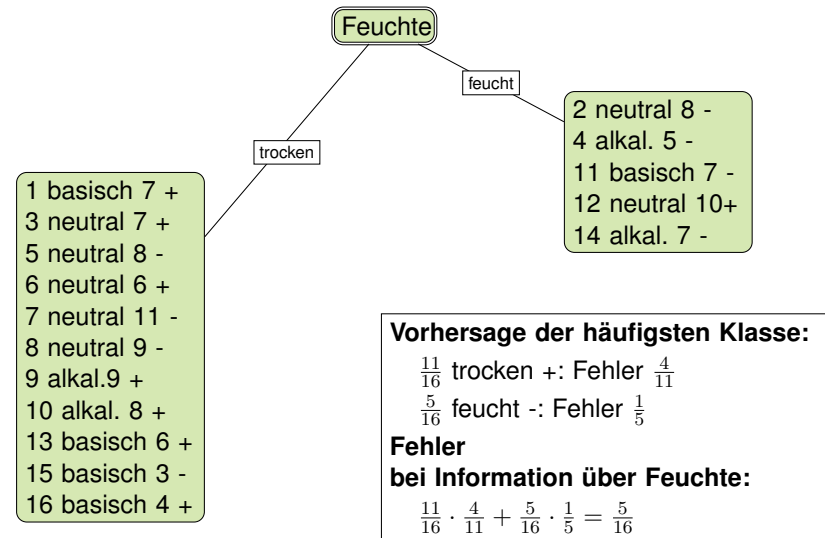 Feuchte
feucht
trocken
2 neutral 8 -
4 alkal. 5 -
11 basisch 7 -
12 neutral 10+
14 alkal. 7 -
1 basisch 7 +
3 neutral 7 +
5 neutral 8 -
6 neutral 6 +
7 neutral 11 -
8 neutral 9 -
9 alkal.9 +
10 alkal. 8 +
13 basisch 6 +
15 basisch 3 -
16 basisch 4 +
Vorhersage der häufigsten Klasse:
11/16 trocken +: Fehler 4/11
5/16 feucht -: Fehler 1/5
Fehler
bei Information über Feuchte:
11/16 · 4/11 + 5/16 · 1/5 = 5/16